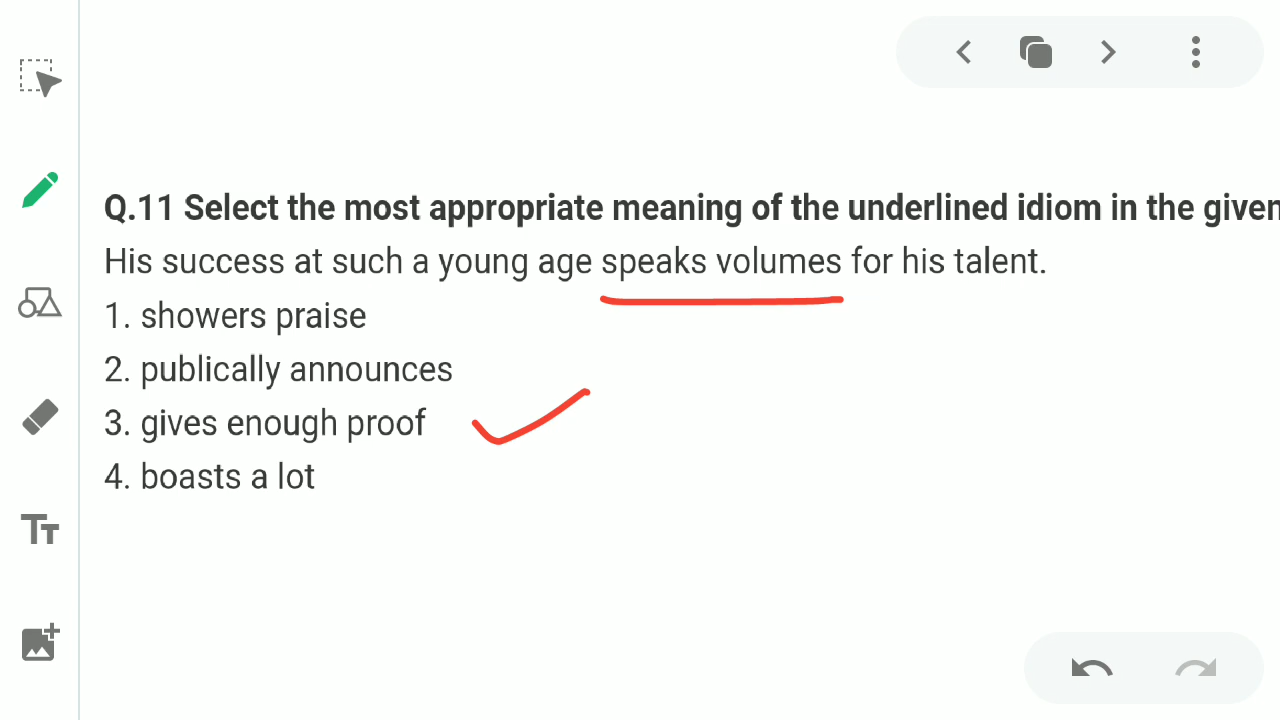 Q.11 Select the most appropriate meaning of the underlined idiom in the given
His success at such a young age speaks volumes for his talent.
1. showers praise
2. publically announces
3. gives enough proof
4. boasts a lot